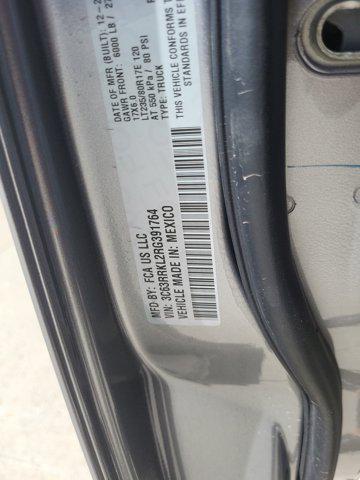 MFD BY: FCA US LLC
VIN: 3C63RRKL2RG391764
VEHICLE MADE IN: MEXICO
DATE OF MFR (BUILT): 12-2
GAWR FRONT: 6000 LB / 27
17X6.0
LT235/80R17E 120
AT 550 kPa / 80 PSI
TYPE: TRUCK
THIS VEHICLE CONFORMS T
STANDARDS IN EFF